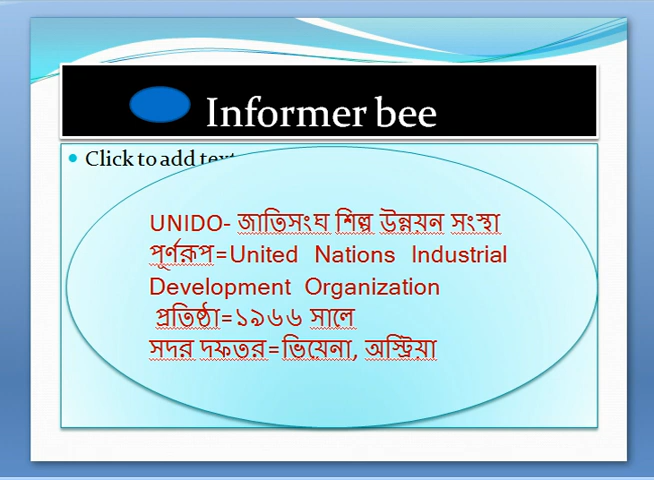 Informer bee
Click to add text
UNIDO- জাতিসংঘ শিল্প উন্নয়ন সংস্থা
পূর্ণরূপ=United Nations Industrial
Development Organization
প্রতিষ্ঠা=১৯৬৬ সালে
সদর দফতর=ভিয়েনা, অস্ট্রিয়া